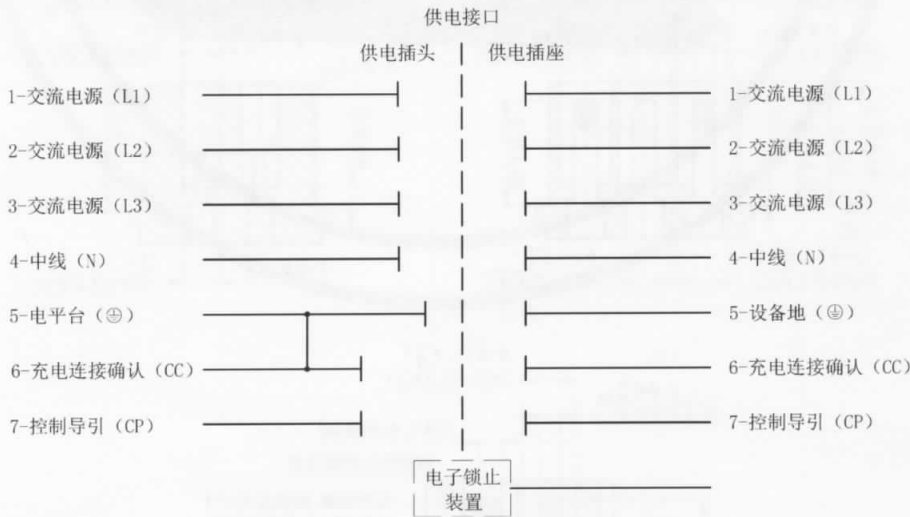 供电接口
供电插头
供电插座
1-交流电源(L1)
1-交流电源(L1)
2-交流电源(L2)
2-交流电源(L2)
3-交流电源(L3)
3-交流电源(L3)
4-中线(N)
4-中线(N)
5-电平台(⏚)
5-设备地(⏚)
6-充电连接确认(CC)
6-充电连接确认(CC)
7-控制导引(CP)
7-控制导引(CP)
电子锁止
装置